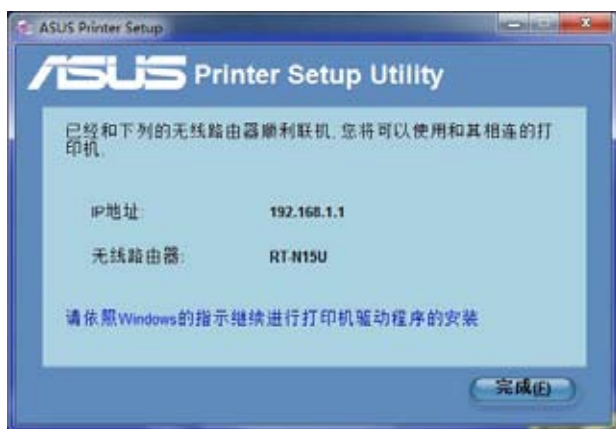 ASUS Printer Setup
ASUS Printer Setup Utility
已经和下列的无线路由器顺利联机. 您将可以使用和其相连的打
印机.
IP地址: 192.168.1.1
无线路由器: RT-N15U
请依照Windows的指示继续进行打印机驱动程序的安装
完成(F)